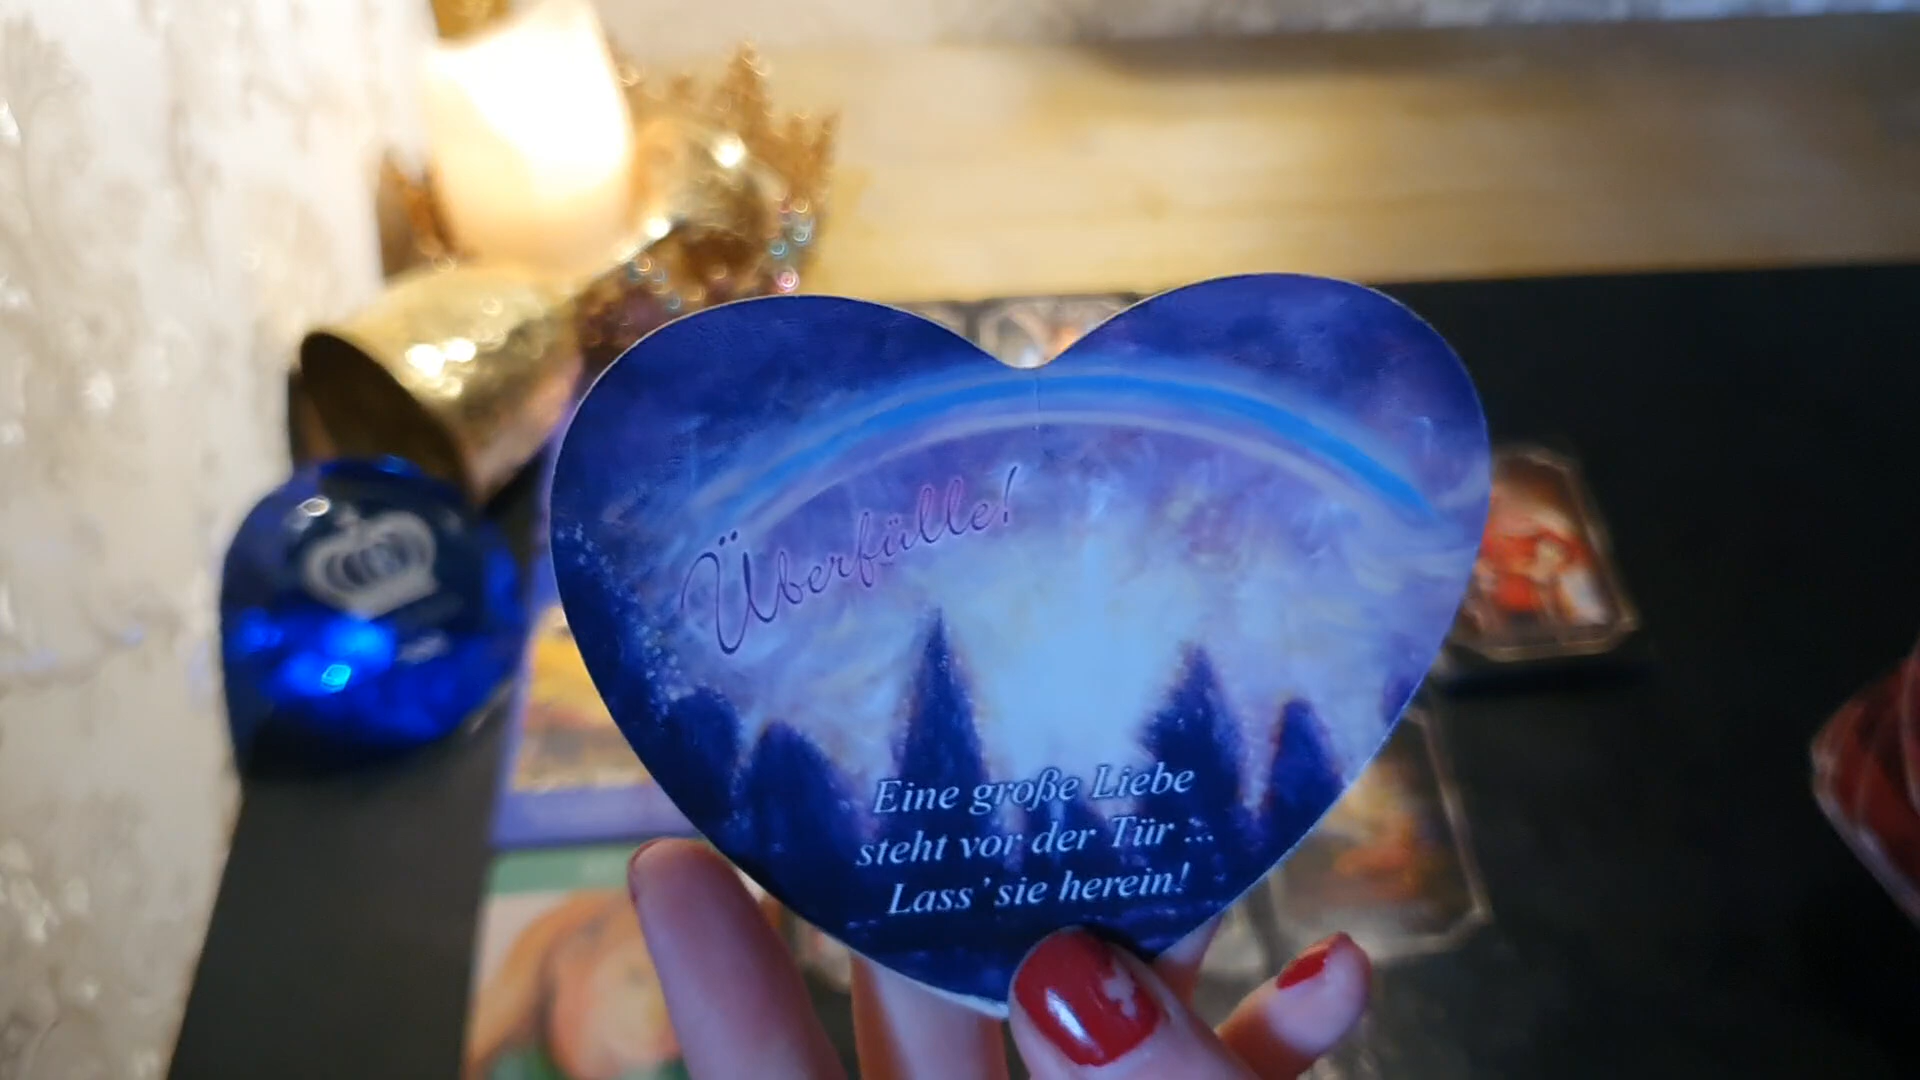 Überfülle!
Eine große Liebe
steht vor der Tür ...
Lass' sie herein!